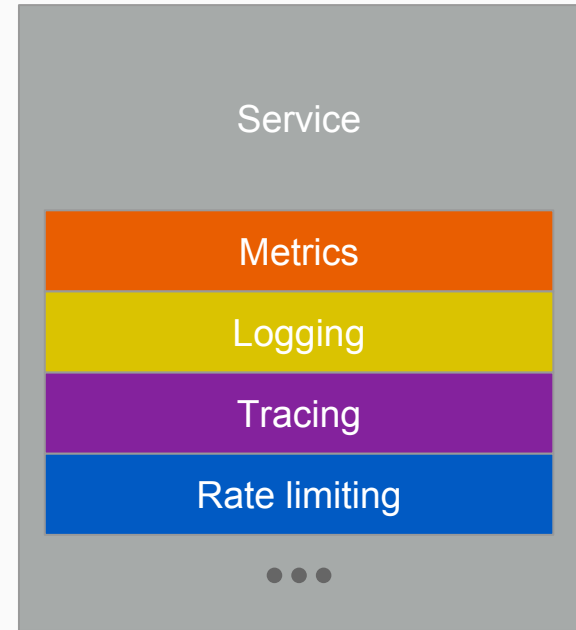 Service
Metrics
Logging
Tracing
Rate limiting